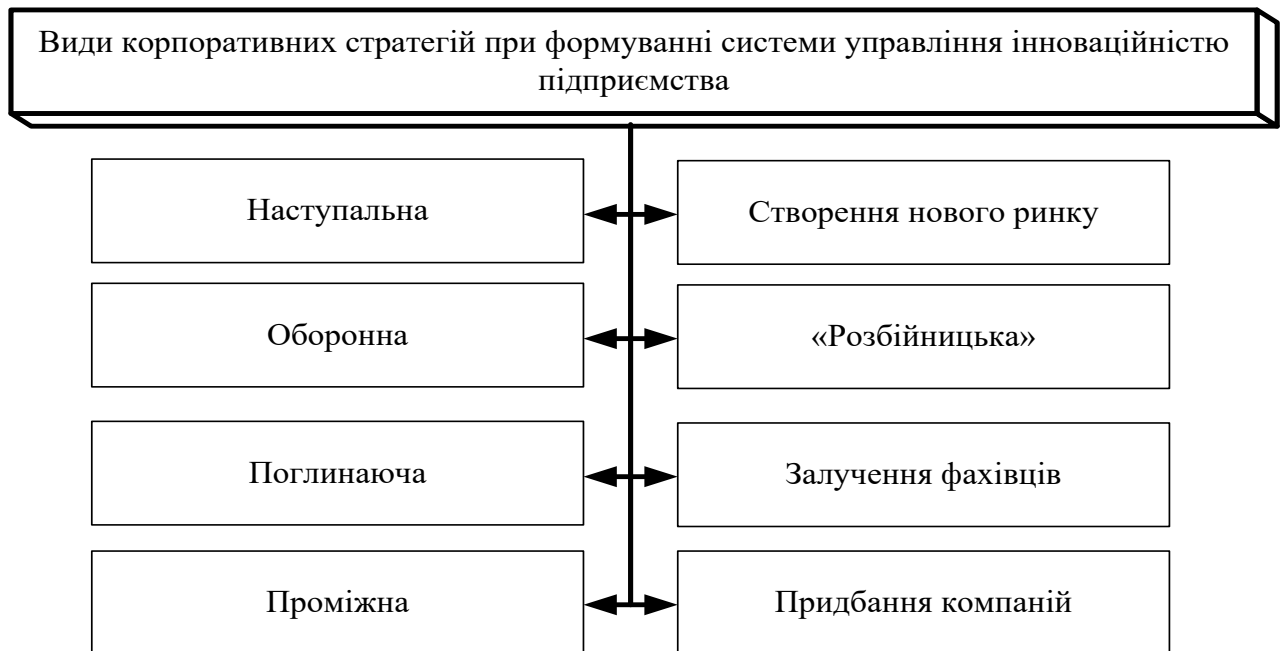 Види корпоративних стратегій при формуванні системи управління інноваційністю
підприємства
Наступальна
Створення нового ринку
Оборонна
«Розбійницька»
Поглинаюча
Залучення фахівців
Проміжна
Придбання компаній